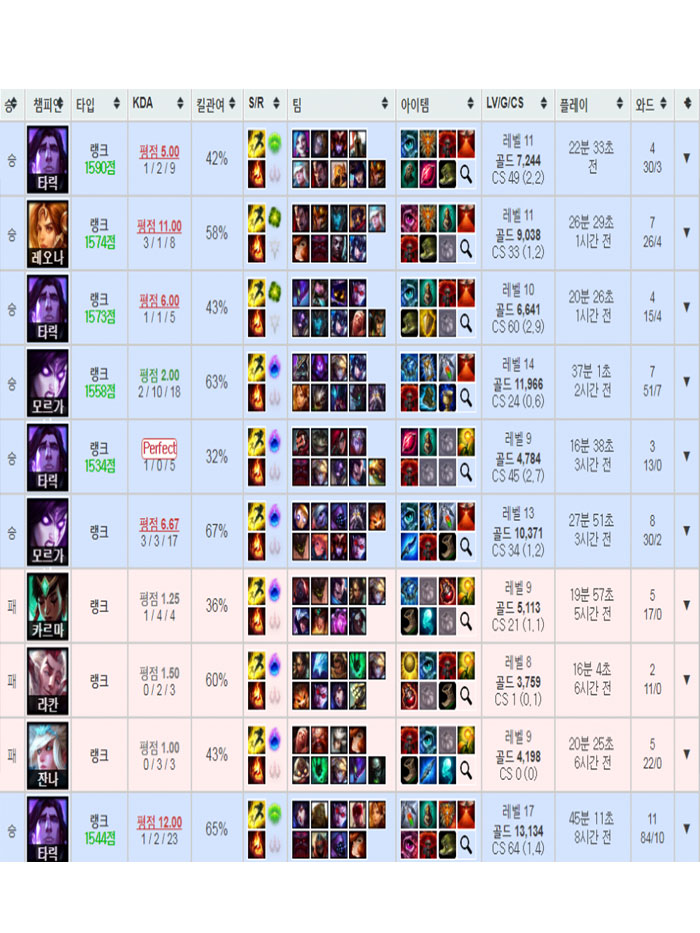 승 챔피언 타입 KDA 킬관여 S/R 팀 아이템 LV/G/CS 플레이 와드
승 타릭 랭크 1590점 평점 5.00 1 / 2 / 9 42% 레벨 11 골드 7,244 CS 49 (2,2) 22분 33초 전 4 30/3
승 레오나 랭크 1574점 평점 11.00 3 / 1 / 8 58% 레벨 11 골드 9,038 CS 33 (1,2) 26분 29초 1시간 전 7 26/4
승 타릭 랭크 1573점 평점 6.00 1 / 1 / 5 43% 레벨 10 골드 6,641 CS 60 (2,9) 20분 26초 1시간 전 4 15/4
승 모르가 랭크 1558점 평점 2.00 2 / 10 / 18 63% 레벨 14 골드 11,966 CS 24 (0,6) 37분 1초 2시간 전 7 51/7
승 타릭 랭크 1534점 Perfect 1 / 0 / 5 32% 레벨 9 골드 4,784 CS 45 (2,7) 16분 38초 3시간 전 3 13/0
승 모르가 랭크 평점 6.67 3 / 3 / 17 67% 레벨 13 골드 10,371 CS 34 (1,2) 27분 51초 3시간 전 8 30/2
패 카르마 랭크 평점 1.25 1 / 4 / 4 36% 레벨 9 골드 5,113 CS 21 (1,1) 19분 57초 5시간 전 5 17/0
패 라칸 랭크 평점 1.50 0 / 2 / 3 60% 레벨 8 골드 3,759 CS 1 (0,1) 16분 4초 6시간 전 2 11/0
패 잔나 랭크 평점 1.00 0 / 3 / 3 43% 레벨 9 골드 4,198 CS 0 (0) 20분 25초 6시간 전 5 22/0
승 타릭 랭크 1544점 평점 12.00 1 / 2 / 23 65% 레벨 17 골드 13,134 CS 64 (1,4) 45분 11초 8시간 전 11 84/10